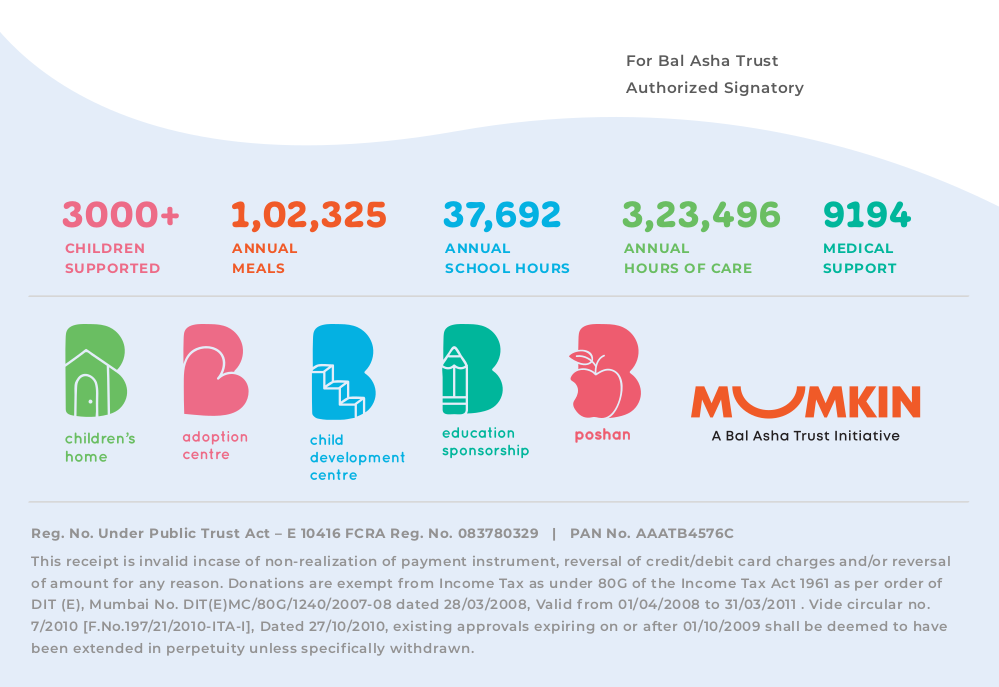 For Bal Asha Trust
Authorized Signatory
3000+
CHILDREN
SUPPORTED
1,02,325
ANNUAL
MEALS
37,692
ANNUAL
SCHOOL HOURS
3,23,496
ANNUAL
HOURS OF CARE
9194
MEDICAL
SUPPORT
children's
home
adoption
centre
child
development
centre
education
sponsorship
poshan
MUMKIN
A Bal Asha Trust Initiative
Reg. No. Under Public Trust Act – E 10416 FCRA Reg. No. 083780329 | PAN No. AAATB4576C
This receipt is invalid incase of non-realization of payment instrument, reversal of credit/debit card charges and/or reversal
of amount for any reason. Donations are exempt from Income Tax as under 80G of the Income Tax Act 1961 as per order of
DIT (E), Mumbai No. DIT(E)MC/80G/1240/2007-08 dated 28/03/2008, Valid from 01/04/2008 to 31/03/2011 . Vide circular no.
7/2010 [F.No.197/21/2010-ITA-I], Dated 27/10/2010, existing approvals expiring on or after 01/10/2009 shall be deemed to have
been extended in perpetuity unless specifically withdrawn.